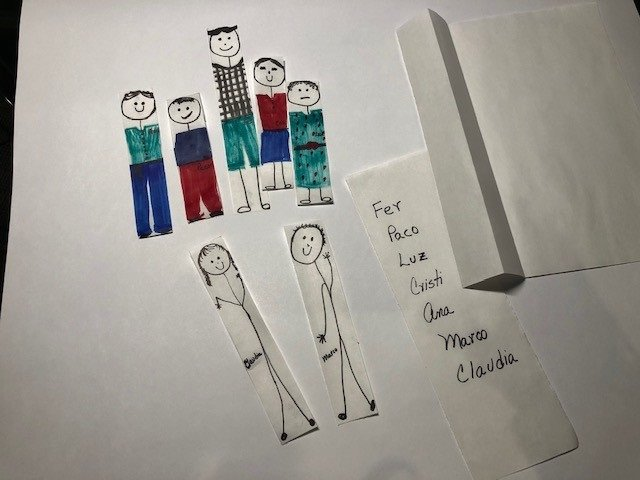 Fer
Paco
Luz
Cristi
Ana
Marco
Claudia
Claudia
Marco